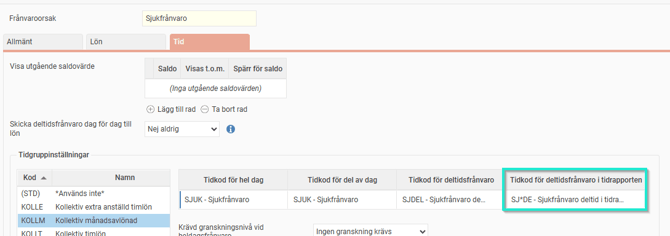 Frånvaroorsak Sjukfrånvaro
Allmänt Lön Tid
Visa utgående saldovärde
Saldo Visas t.o.m. Spärr för saldo
(Inga utgående saldovärden)
Lägg till rad Ta bort rad
Skicka deltidsfrånvaro dag för dag till
lön
Nej aldrig
Tidgruppinställningar
Kod Namn
(STD) *Används inte*
KOLLE Kollektiv extra anställd timlön
KOLLM Kollektiv månadsavlönad
KOLLT Kollektiv timlön
Tidkod för hel dag Tidkod för del av dag Tidkod för deltidsfrånvaro Tidkod för deltidsfrånvaro i tidrapporten
SJUK - Sjukfrånvaro SJUK - Sjukfrånvaro SJDEL - Sjukfrånvaro de... SJ*DE - Sjukfrånvaro deltid i tidra...
Krävd granskningsnivå vid
heldagsfrånvaro
Ingen granskning krävs